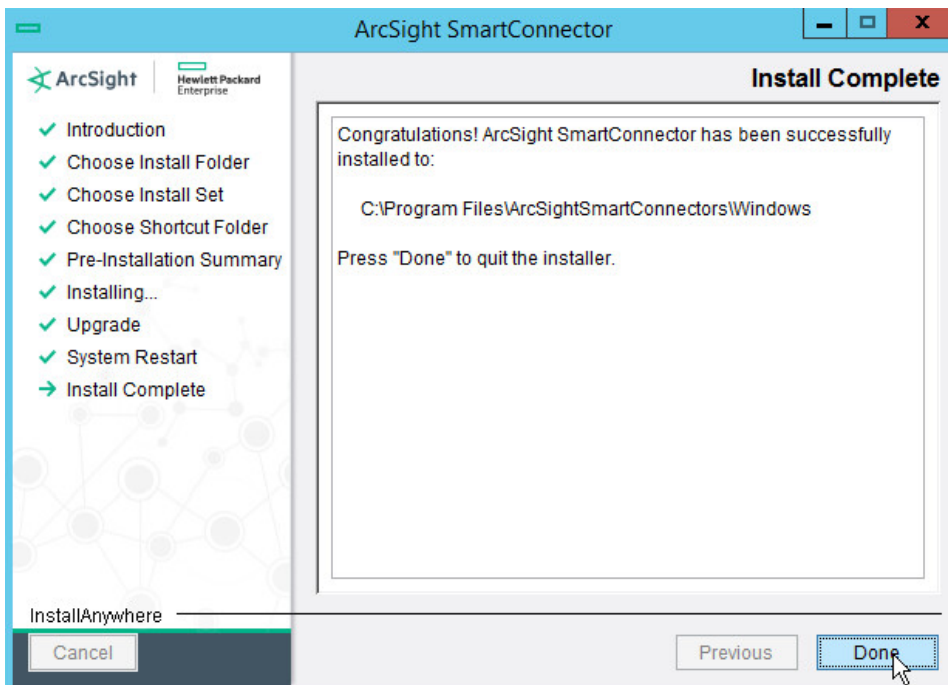 ArcSight SmartConnector
ArcSight
Hewlett Packard
Enterprise
Introduction
Choose Install Folder
Choose Install Set
Choose Shortcut Folder
Pre-Installation Summary
Installing...
Upgrade
System Restart
Install Complete
Install Complete
Congratulations! ArcSight SmartConnector has been successfully
installed to:
C:\Program Files\ArcSightSmartConnectors\Windows
Press "Done" to quit the installer.
InstallAnywhere
Cancel
Previous
Done